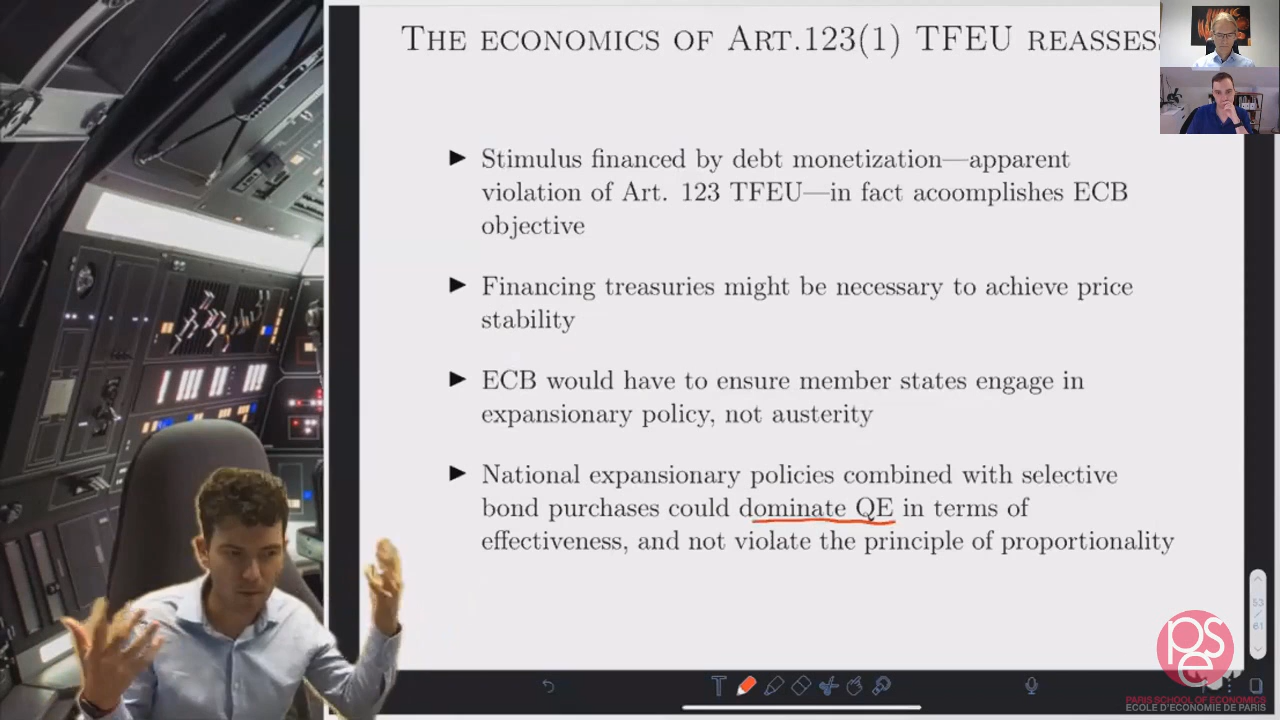 THE ECONOMICS OF ART.123(1) TFEU REASSES
► Stimulus financed by debt monetization—apparent
violation of Art. 123 TFEU—in fact acoomplishes ECB
objective
► Financing treasuries might be necessary to achieve price
stability
► ECB would have to ensure member states engage in
expansionary policy, not austerity
► National expansionary policies combined with selective
bond purchases could dominate QE in terms of
effectiveness, and not violate the principle of proportionality
53
/
61
pse
PARIS SCHOOL OF ECONOMICS
ECOLE D'ECONOMIE DE PARIS